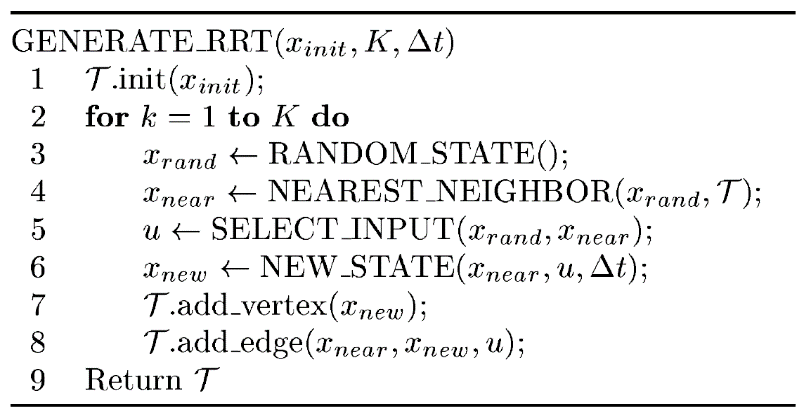 GENERATE_RRT(x_init, K, Δt)
1 𝒯.init(x_init);
2 for k = 1 to K do
3 x_rand ← RANDOM_STATE();
4 x_near ← NEAREST_NEIGHBOR(x_rand, 𝒯);
5 u ← SELECT_INPUT(x_rand, x_near);
6 x_new ← NEW_STATE(x_near, u, Δt);
7 𝒯.add_vertex(x_new);
8 𝒯.add_edge(x_near, x_new, u);
9 Return 𝒯